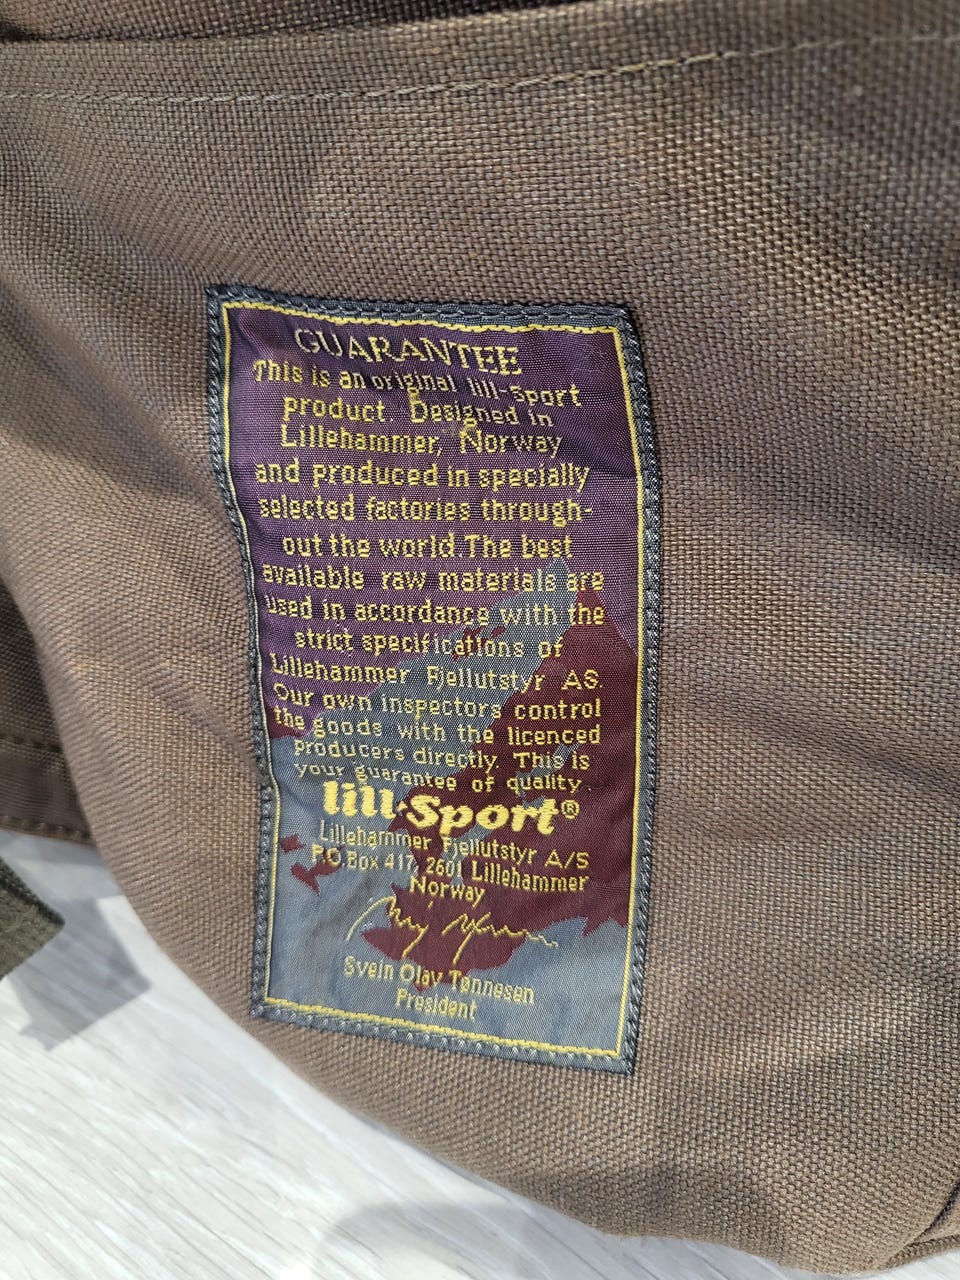 GUARANTEE
This is an original lill-Sport
product. Designed in
Lillehammer, Norway
and produced in specially
selected factories through-
out the world The best
available raw materials are
used in accordance with the
strict specifications of
Lillehammer Fjellutstyr AS.
Our own inspectors control
the goods with the licenced
producers directly. This is
your guarantee of quality.
lill-Sport®
Lillehammer Fjellutstyr A/S
P.O Box 417, 2601 Lillehammer
Norway
Svein Olav Tønnesen
President